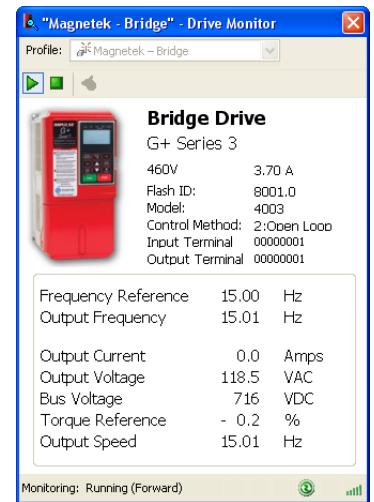 "Magnetek - Bridge" - Drive Monitor
Profile: Magnetek – Bridge
Bridge Drive
G+ Series 3
460V 3.70 A
Flash ID: 8001.0
Model: 4003
Control Method: 2:Open Loop
Input Terminal 00000001
Output Terminal 00000001
Frequency Reference 15.00 Hz
Output Frequency 15.01 Hz
Output Current 0.0 Amps
Output Voltage 118.5 VAC
Bus Voltage 716 VDC
Torque Reference - 0.2 %
Output Speed 15.01 Hz
Monitoring: Running (Forward)